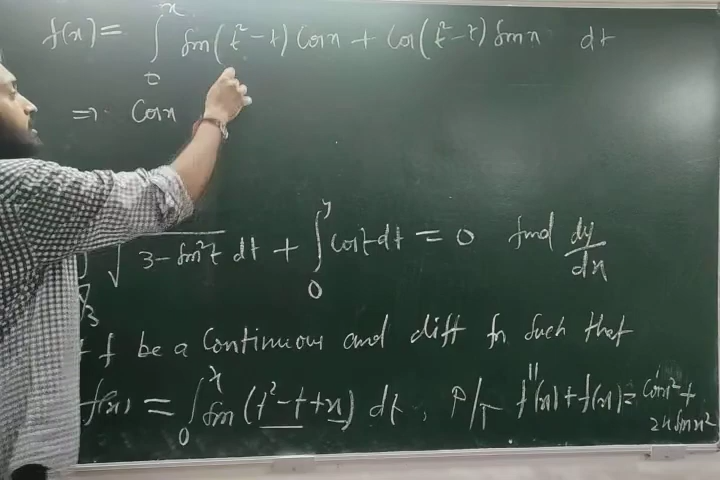 f(x) = ∫₀ˣ sin(t² - t) cos x + cos(t² - t) sin x dt
⇒ cos x
∫ √(3 - sin²t) dt + ∫₀ʸ cos t dt = 0 find dy/dx
f be a continuous and diff fn such that
f(x) = ∫₀ˣ sin(t² - t + x) dt, P/T f''(x) + f(x) = cos x² + 2x sin x²